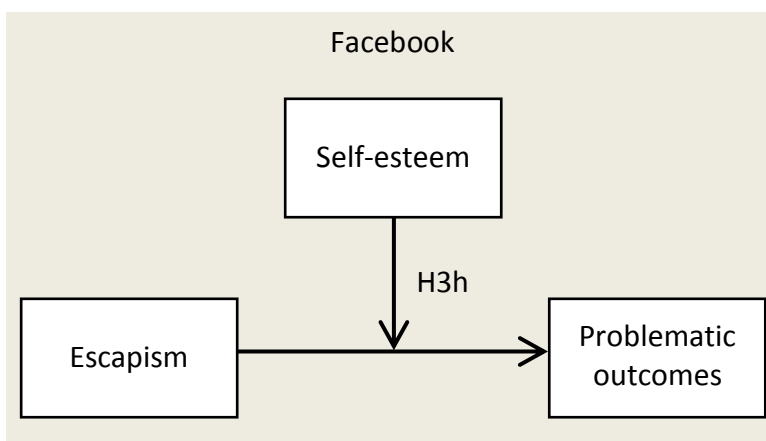 Facebook
Self-esteem
H3h
Escapism
Problematic
outcomes